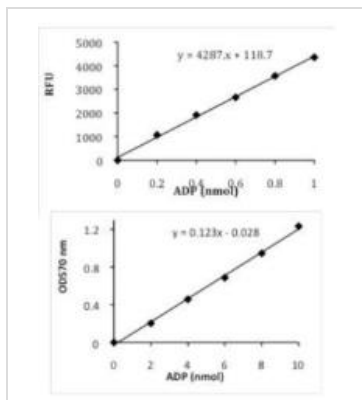 5000
y = 4287x + 118.7
4000
3000
2000
1000
0
RFU
0 0.2 0.4 0.6 0.8 1
ADP (nmol)
1.2
y = 0.123x - 0.028
0.8
0.4
0
OD570 nm
0 2 4 6 8 10
ADP (nmol)